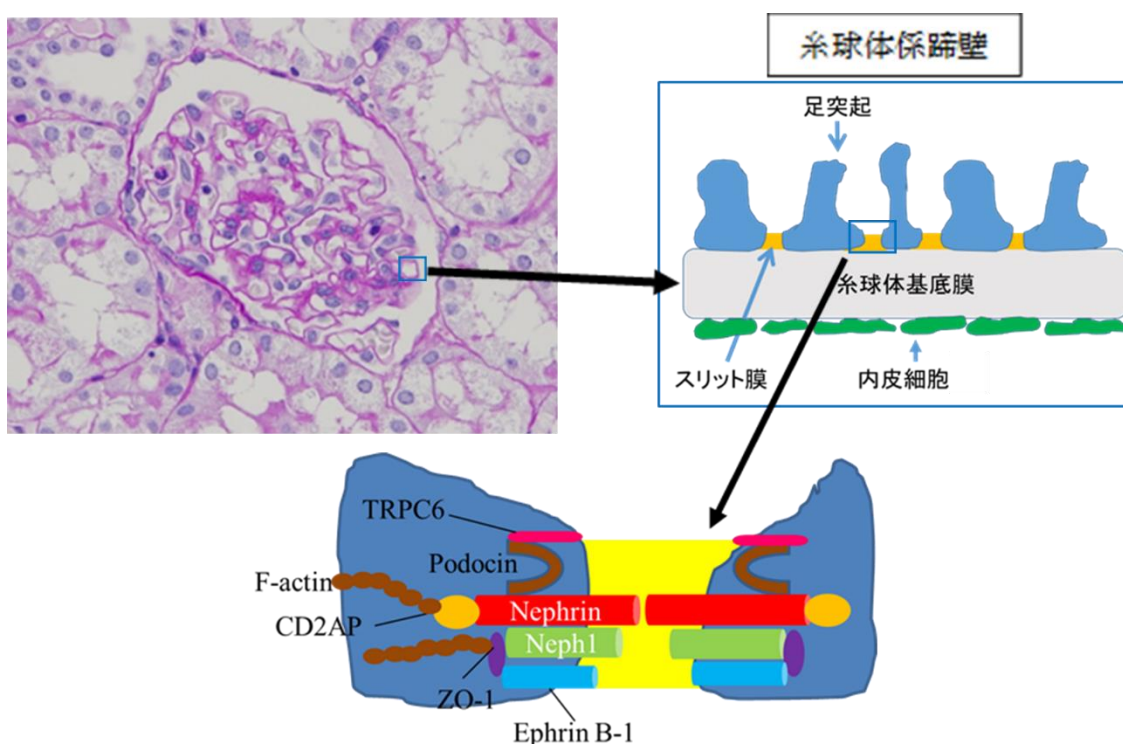 糸球体係蹄壁
足突起
糸球体基底膜
スリット膜
内皮細胞
TRPC6
Podocin
F-actin
CD2AP
Nephrin
Neph1
ZO-1
Ephrin B-1